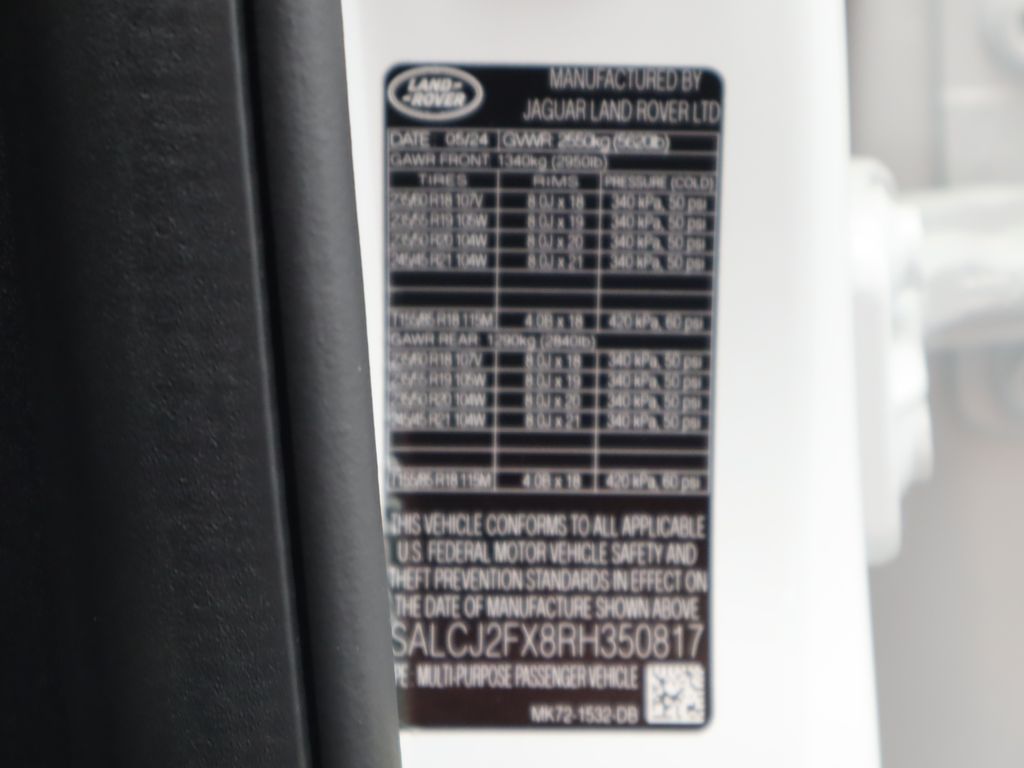 LAND-
-ROVER
MANUFACTURED BY
JAGUAR LAND ROVER LTD
DATE 05/24 GVWR 2550kg (5620lb)
GAWR FRONT 1340kg (2950lb)
TIRES RIMS PRESSURE (COLD)
235/60 R18 107V 8.0J x 18 340 kPa, 50 psi
235/55 R19 105W 8.0J x 19 340 kPa, 50 psi
235/50 R20 104W 8.0J x 20 340 kPa, 50 psi
245/45 R21 104W 8.0J x 21 340 kPa, 50 psi
T155/85 R18 115M 4.0B x 18 420 kPa, 60 psi
GAWR REAR 1290kg (2840lb)
235/60 R18 107V 8.0J x 18 340 kPa, 50 psi
235/55 R19 105W 8.0J x 19 340 kPa, 50 psi
235/50 R20 104W 8.0J x 20 340 kPa, 50 psi
245/45 R21 104W 8.0J x 21 340 kPa, 50 psi
T155/85 R18 115M 4.0B x 18 420 kPa, 60 psi
THIS VEHICLE CONFORMS TO ALL APPLICABLE
U.S. FEDERAL MOTOR VEHICLE SAFETY AND
THEFT PREVENTION STANDARDS IN EFFECT ON
THE DATE OF MANUFACTURE SHOWN ABOVE
SALCJ2FX8RH350817
PE : MULTI-PURPOSE PASSENGER VEHICLE
MK72-1532-DB